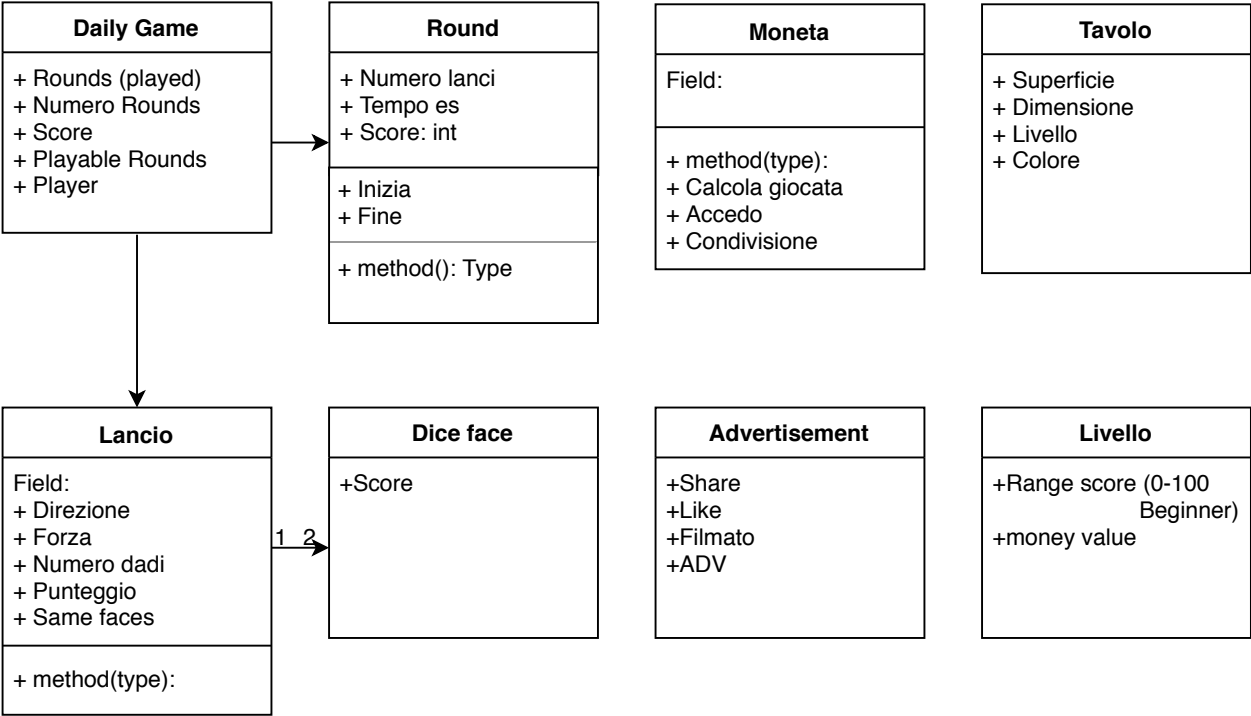 Daily Game
+ Rounds (played)
+ Numero Rounds
+ Score
+ Playable Rounds
+ Player
Round
+ Numero lanci
+ Tempo es
+ Score: int
+ Inizia
+ Fine
+ method(): Type
Moneta
Field:
+ method(type):
+ Calcola giocata
+ Accedo
+ Condivisione
Tavolo
+ Superficie
+ Dimensione
+ Livello
+ Colore
Lancio
Field:
+ Direzione
+ Forza
+ Numero dadi
+ Punteggio
+ Same faces
+ method(type):
1 2
Dice face
+Score
Advertisement
+Share
+Like
+Filmato
+ADV
Livello
+Range score (0-100
Beginner)
+money value